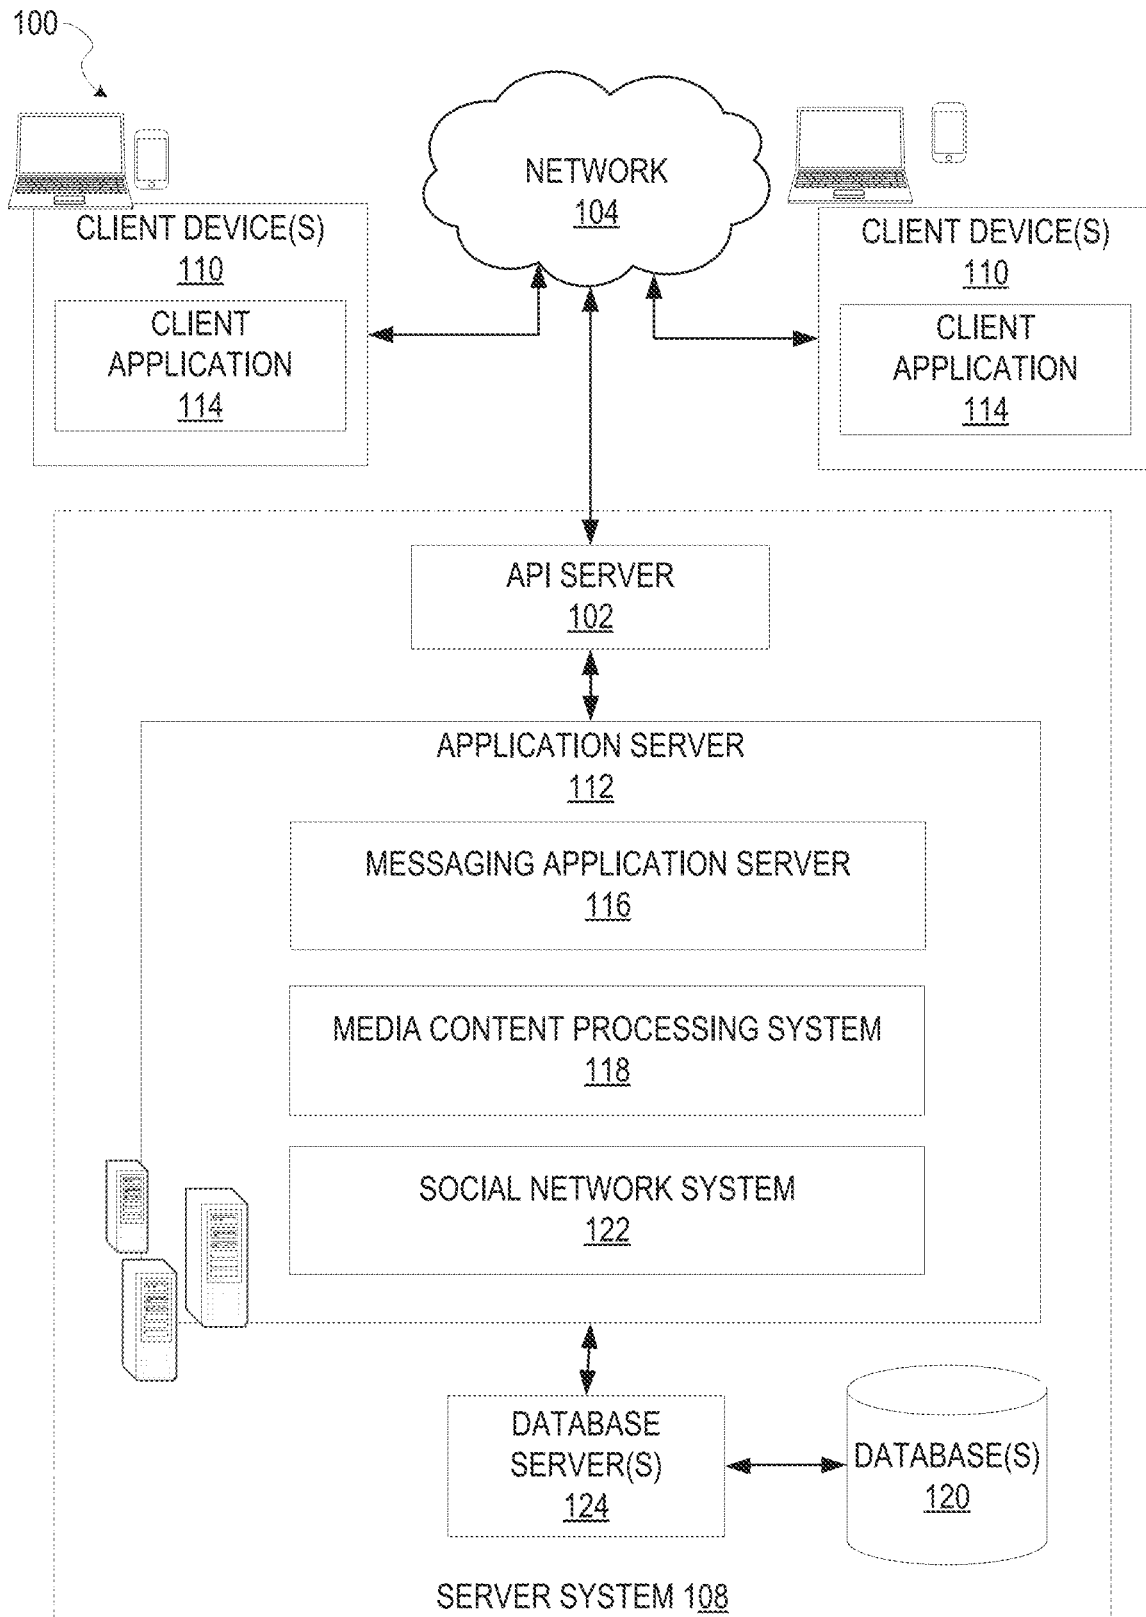 100
NETWORK
104
CLIENT DEVICE(S)
110
CLIENT
APPLICATION
114
CLIENT DEVICE(S)
110
CLIENT
APPLICATION
114
API SERVER
102
APPLICATION SERVER
112
MESSAGING APPLICATION SERVER
116
MEDIA CONTENT PROCESSING SYSTEM
118
SOCIAL NETWORK SYSTEM
122
DATABASE
SERVER(S)
124
DATABASE(S)
120
SERVER SYSTEM 108